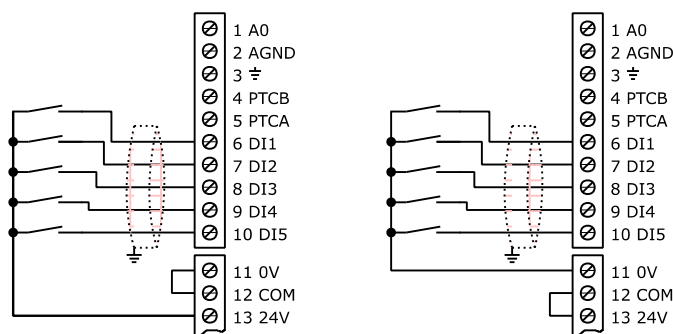 1 A0
2 AGND
3
4 PTCB
5 PTCA
6 DI1
7 DI2
8 DI3
9 DI4
10 DI5
11 0V
12 COM
13 24V
1 A0
2 AGND
3
4 PTCB
5 PTCA
6 DI1
7 DI2
8 DI3
9 DI4
10 DI5
11 0V
12 COM
13 24V